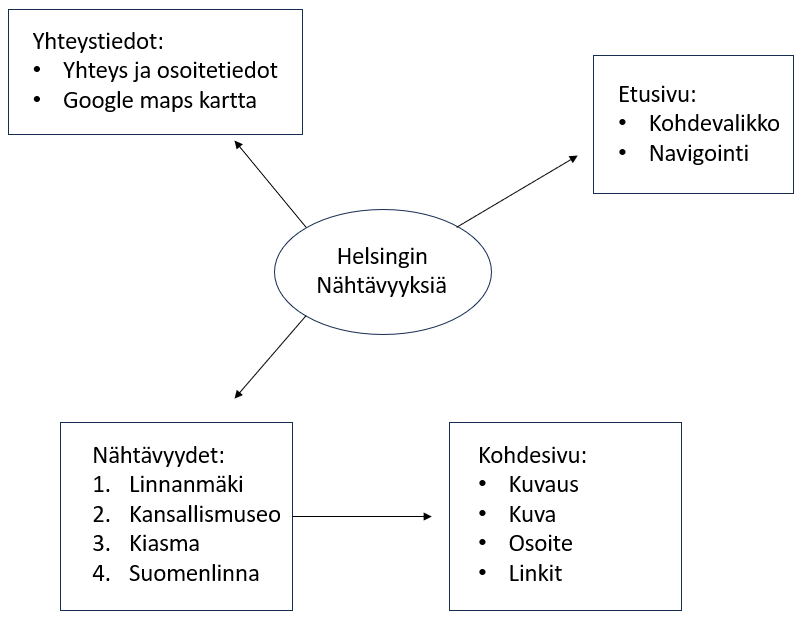 Yhteystiedot:
• Yhteys ja osoitetiedot
• Google maps kartta
Etusivu:
• Kohdevalikko
• Navigointi
Helsingin
Nähtävyyksiä
Nähtävyydet:
1. Linnanmäki
2. Kansallismuseo
3. Kiasma
4. Suomenlinna
Kohdesivu:
• Kuvaus
• Kuva
• Osoite
• Linkit